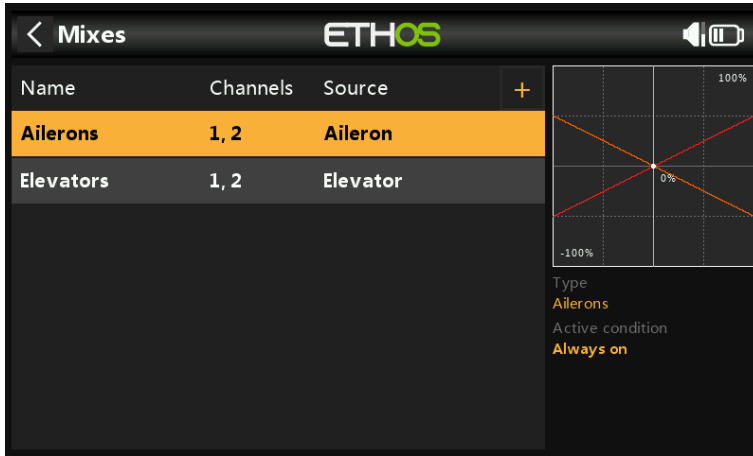 Mixes
ETHOS
Name Channels Source +
Ailerons 1, 2 Aileron
Elevators 1, 2 Elevator
100%
0%
-100%
Type
Ailerons
Active condition
Always on